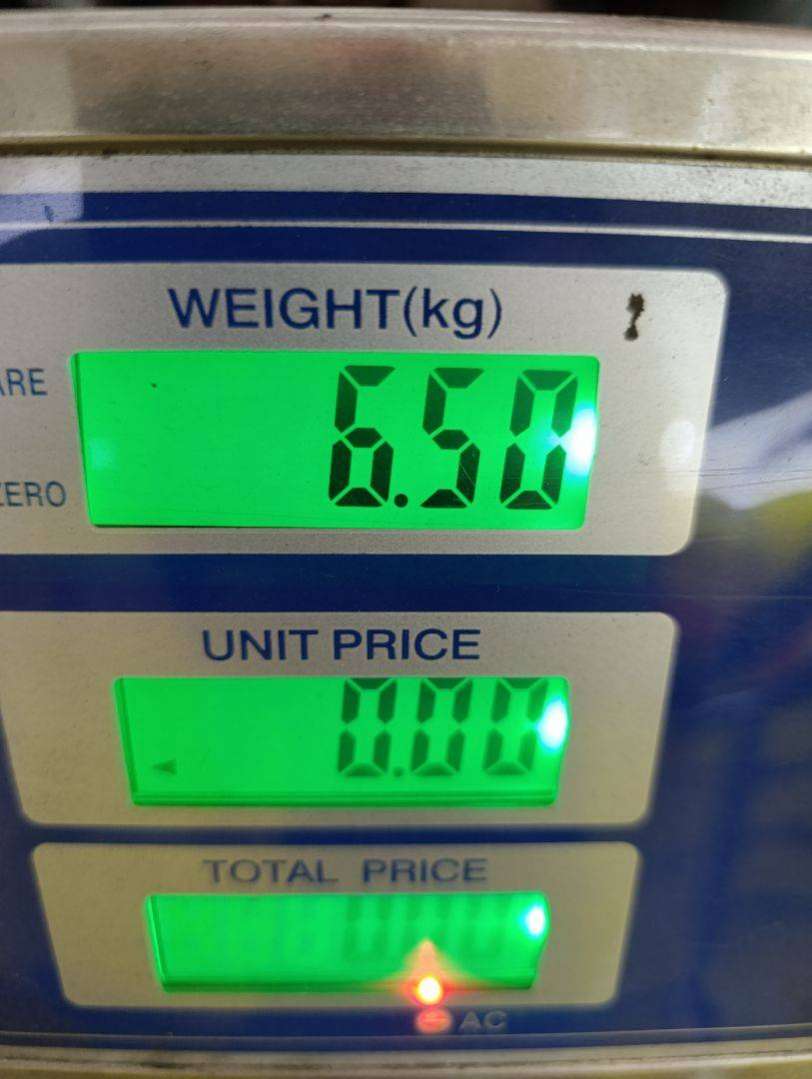 WEIGHT(kg)
ARE
6.50
ZERO
UNIT PRICE
0.00
TOTAL PRICE
AC